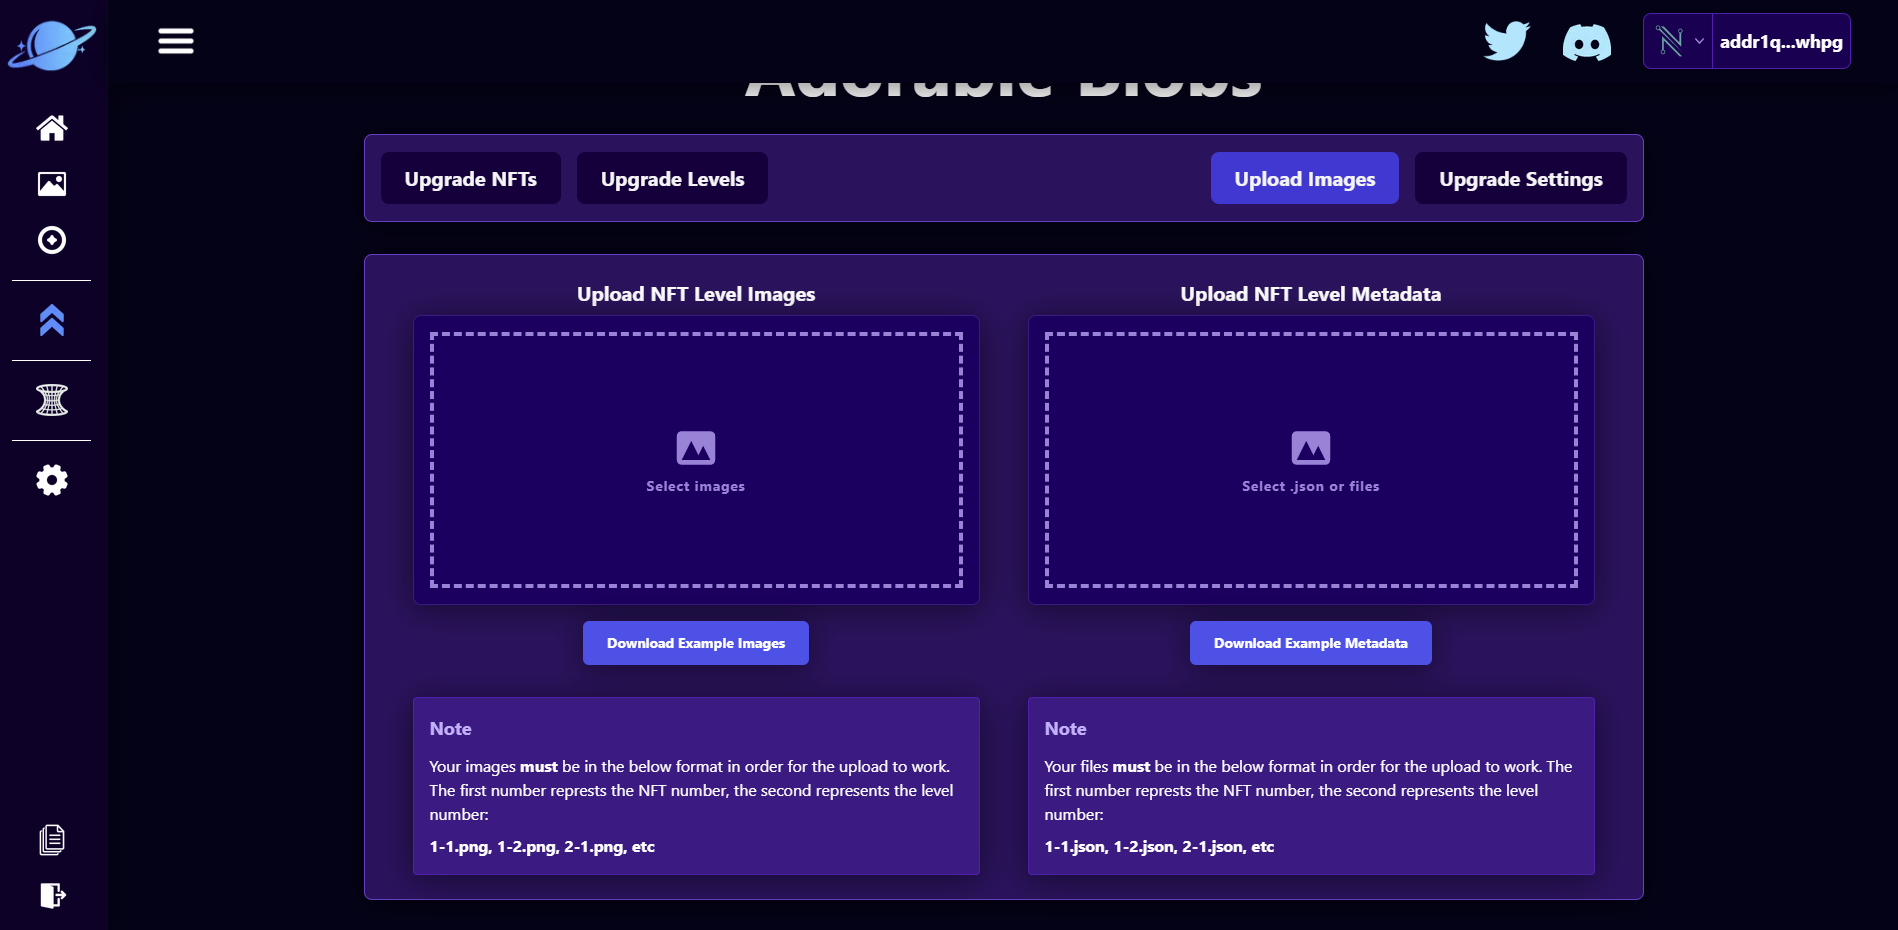 addr1q...whpg
Adorable Blobs
Upgrade NFTs
Upgrade Levels
Upload Images
Upgrade Settings
Upload NFT Level Images
Select images
Download Example Images
Note
Your images must be in the below format in order for the upload to work.
The first number represts the NFT number, the second represents the level
number:
1-1.png, 1-2.png, 2-1.png, etc
Upload NFT Level Metadata
Select .json or files
Download Example Metadata
Note
Your files must be in the below format in order for the upload to work. The
first number represts the NFT number, the second represents the level
number:
1-1.json, 1-2.json, 2-1.json, etc